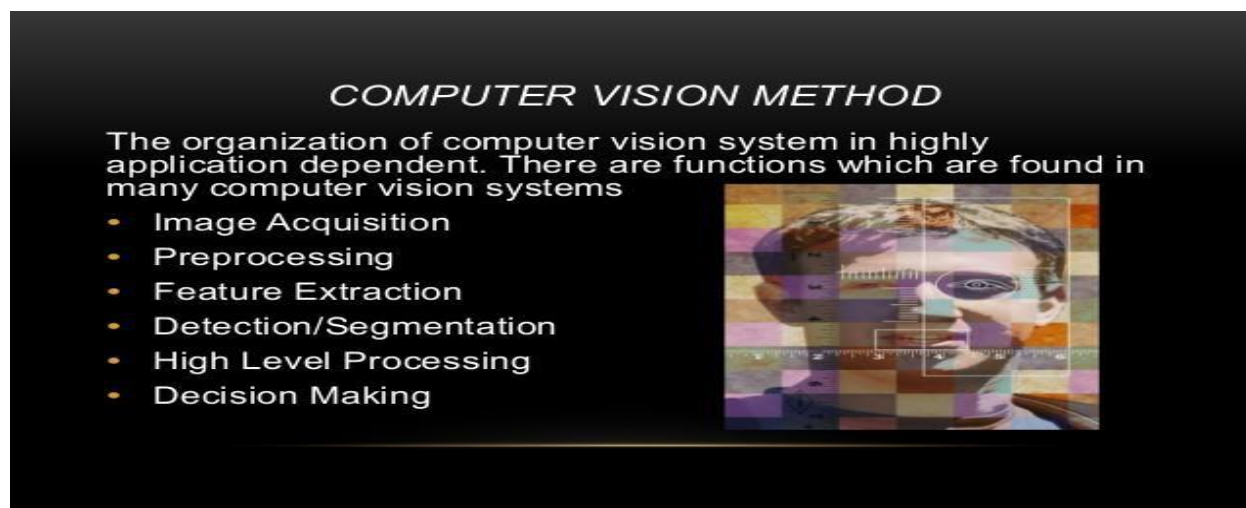 COMPUTER VISION METHOD
The organization of computer vision system in highly
application dependent. There are functions which are found in
many computer vision systems
• Image Acquisition
• Preprocessing
• Feature Extraction
• Detection/Segmentation
• High Level Processing
• Decision Making